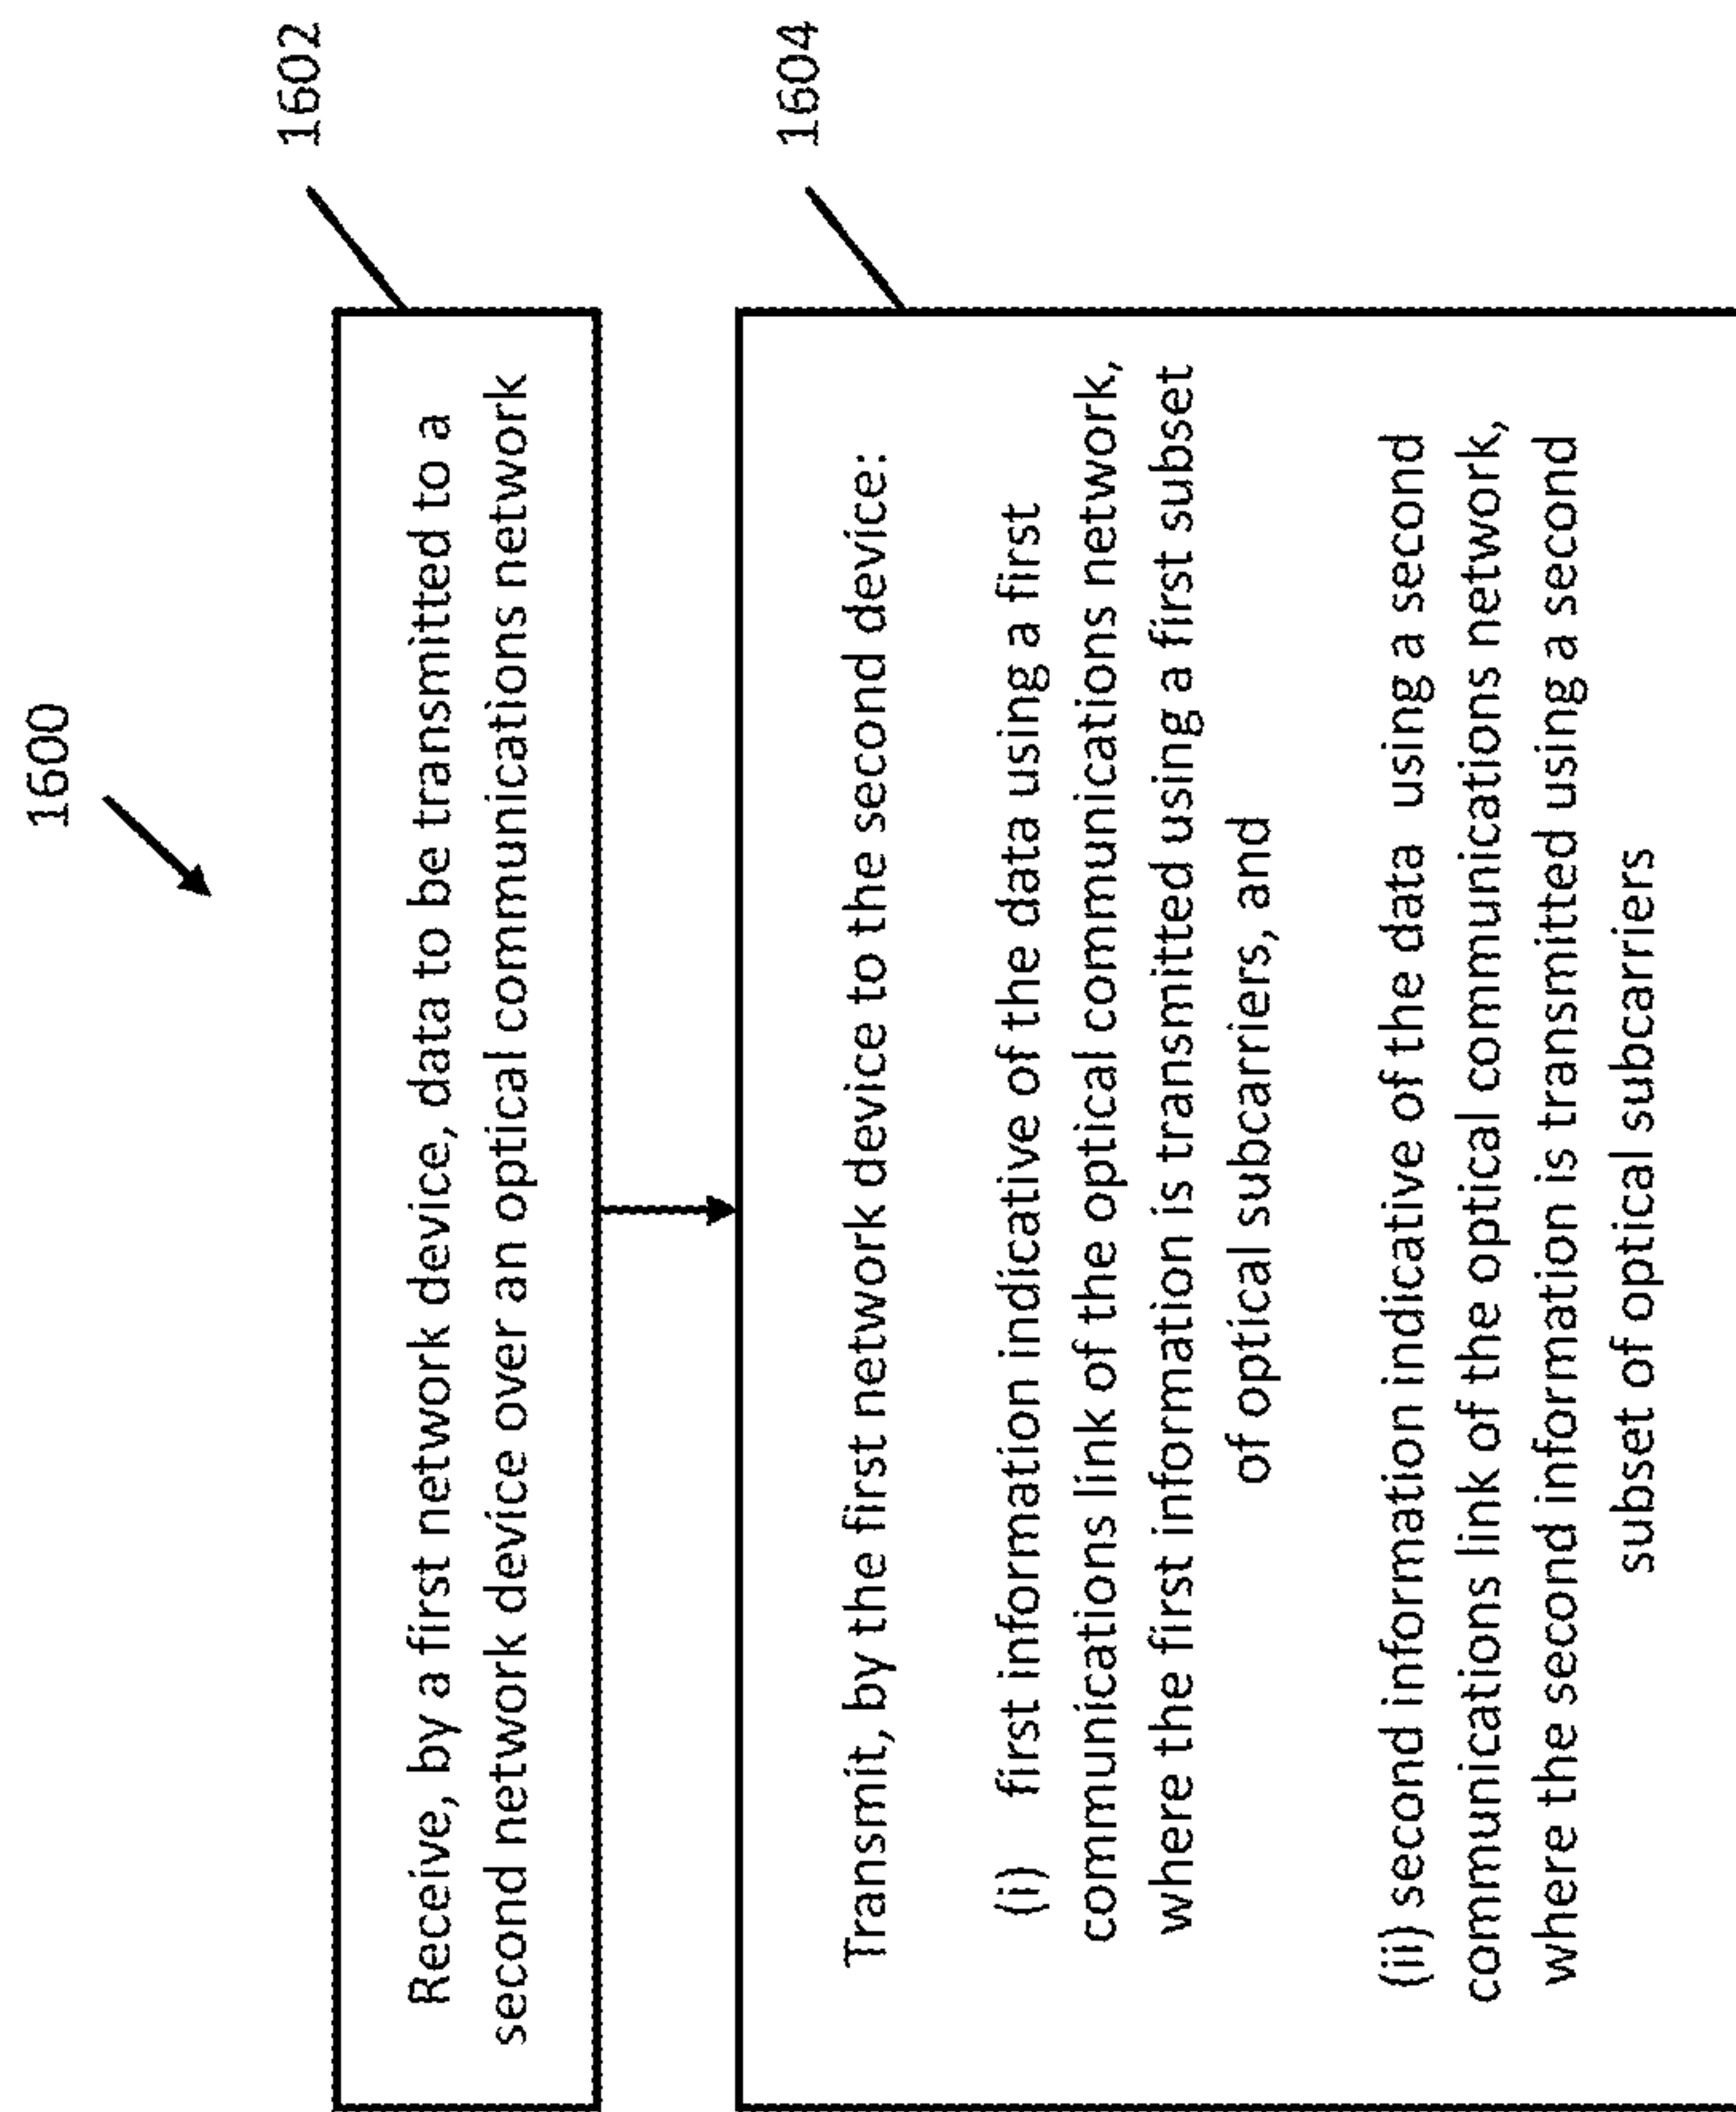 1600
1602
Receive, by a first network device, data to be transmitted to a
second network device over an optical communications network
1604
Transmit, by the first network device to the second device:
(i) first information indicative of the data using a first
communications link of the optical communications network,
where the first information is transmitted using a first subset
of optical subcarriers, and
(ii) second information indicative of the data using a second
communications link of the optical communications network,
where the second information is transmitted using a second
subset of optical subcarriers